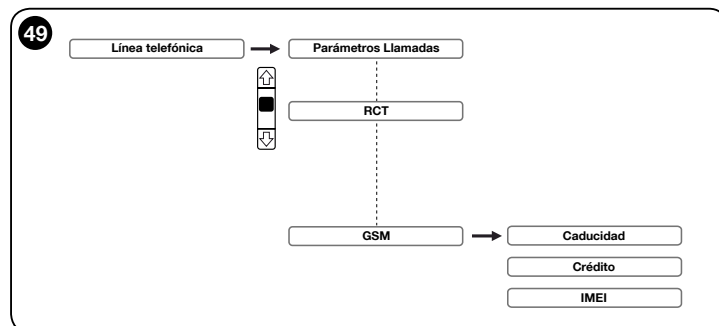 49
Línea telefónica
Parámetros Llamadas
RCT
GSM
Caducidad
Crédito
IMEI